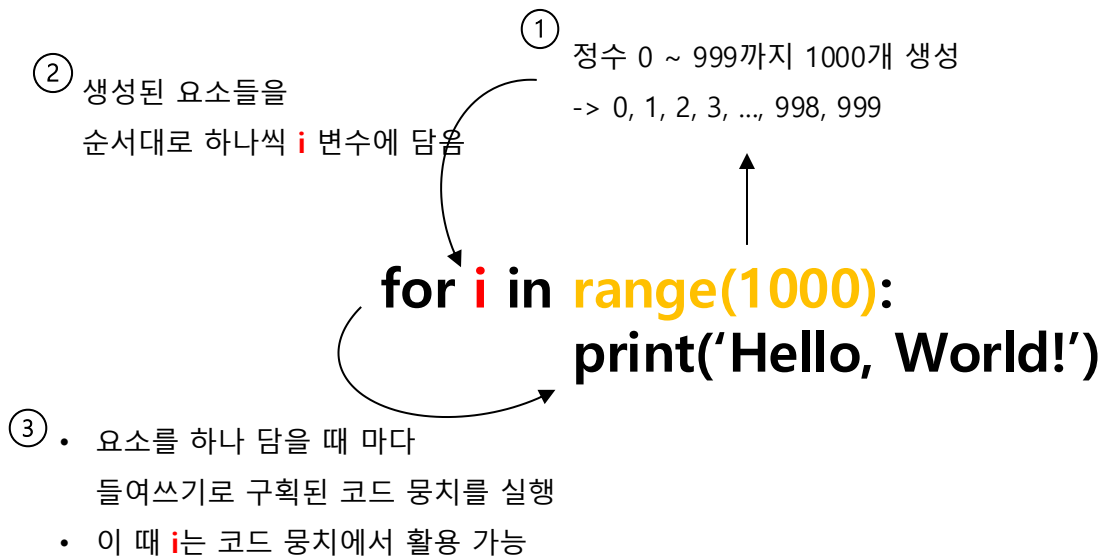 ①
정수 0 ~ 999까지 1000개 생성
-> 0, 1, 2, 3, ..., 998, 999
②
생성된 요소들을
순서대로 하나씩 i 변수에 담음
for i in range(1000):
print(‘Hello, World!’)
③
• 요소를 하나 담을 때 마다
들여쓰기로 구획된 코드 뭉치를 실행
• 이 때 i는 코드 뭉치에서 활용 가능